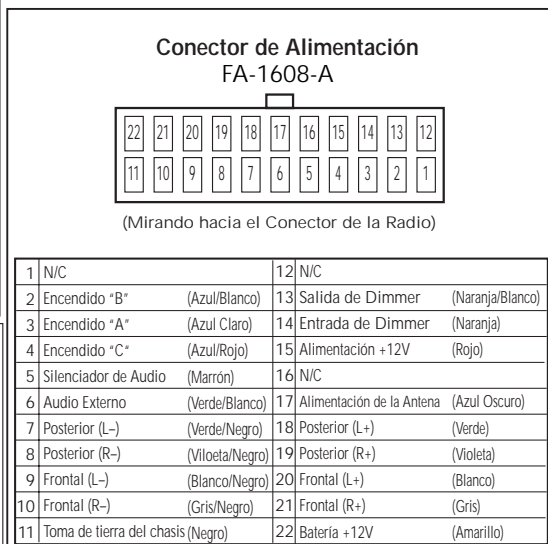 Conector de Alimentación
FA-1608-A
22 21 20 19 18 17 16 15 14 13 12
11 10 9 8 7 6 5 4 3 2 1
(Mirando hacia el Conector de la Radio)
1 N/C 12 N/C
2 Encendido "B" (Azul/Blanco) 13 Salida de Dimmer (Naranja/Blanco)
3 Encendido "A" (Azul Claro) 14 Entrada de Dimmer (Naranja)
4 Encendido "C" (Azul/Rojo) 15 Alimentación +12V (Rojo)
5 Silenciador de Audio (Marrón) 16 N/C
6 Audio Externo (Verde/Blanco) 17 Alimentación de la Antena (Azul Oscuro)
7 Posterior (L–) (Verde/Negro) 18 Posterior (L+) (Verde)
8 Posterior (R–) (Viloeta/Negro) 19 Posterior (R+) (Violeta)
9 Frontal (L–) (Blanco/Negro) 20 Frontal (L+) (Blanco)
10 Frontal (R–) (Gris/Negro) 21 Frontal (R+) (Gris)
11 Toma de tierra del chasis (Negro) 22 Batería +12V (Amarillo)